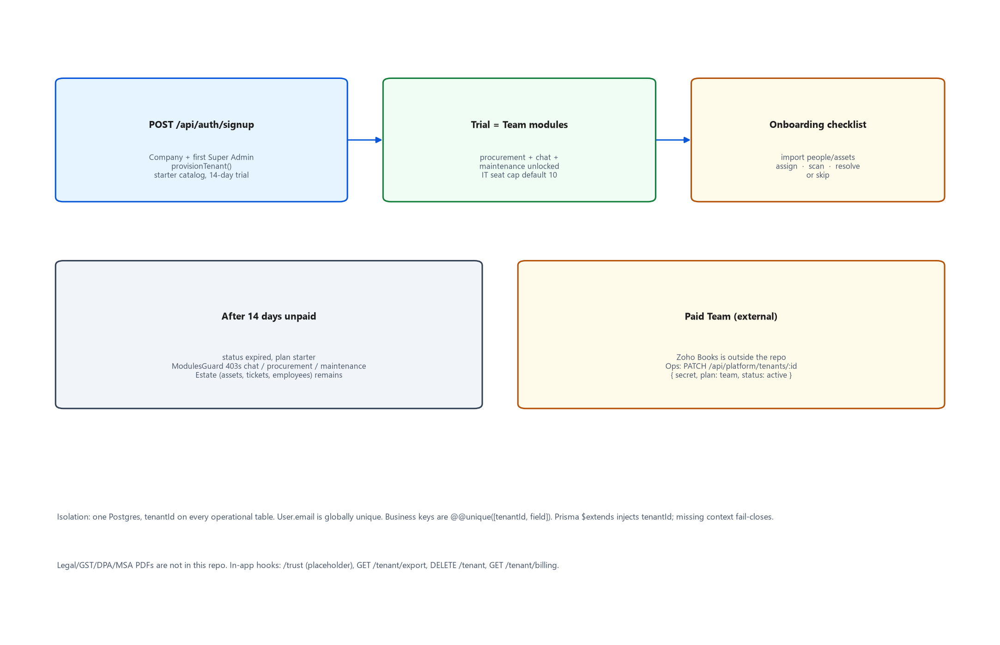 POST /api/auth/signup
Company + first Super Admin
provisionTenant()
starter catalog, 14-day trial
Trial = Team modules
procurement + chat +
maintenance unlocked
IT seat cap default 10
Onboarding checklist
import people/assets
assign · scan · resolve
or skip
After 14 days unpaid
status expired, plan starter
ModulesGuard 403s chat / procurement / maintenance
Estate (assets, tickets, employees) remains
Paid Team (external)
Zoho Books is outside the repo
Ops: PATCH /api/platform/tenants/:id
{ secret, plan: team, status: active }
Isolation: one Postgres, tenantId on every operational table. User.email is globally unique. Business keys are @@unique([tenantId, field]). Prisma $extends injects tenantId; missing context fail-closes.
Legal/GST/DPA/MSA PDFs are not in this repo. In-app hooks: /trust (placeholder), GET /tenant/export, DELETE /tenant, GET /tenant/billing.